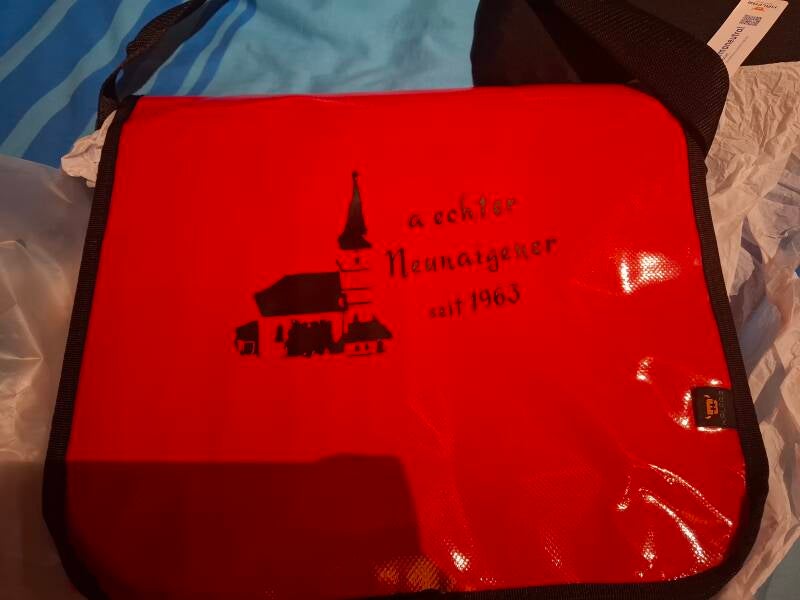 a echter
Neunaigener
seit 1963